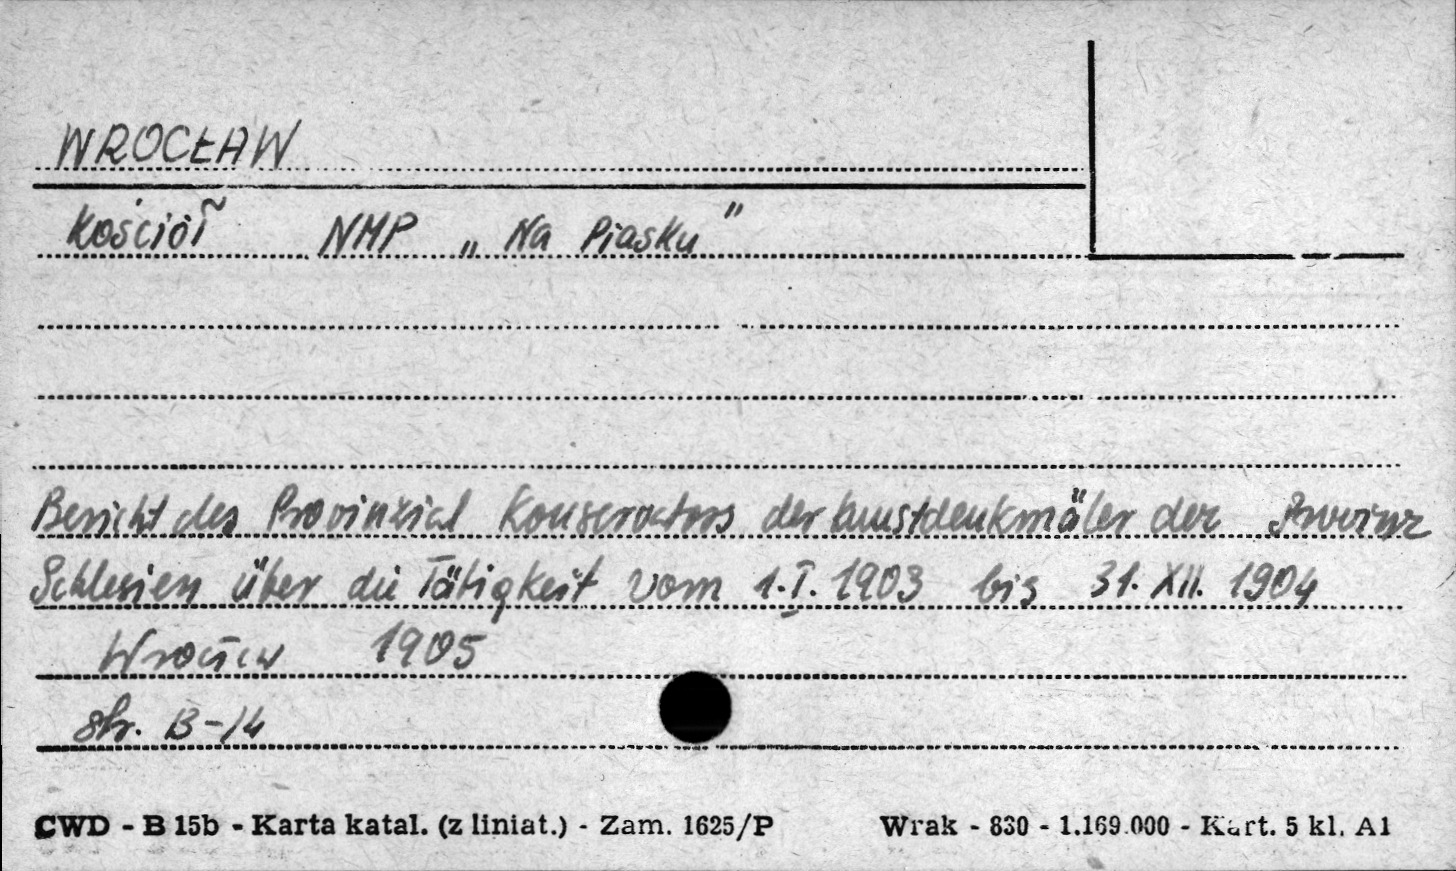 WROCŁAW
Kościół NMP „Na Piasku"
Bericht des Provinzial Konservators der Kunstdenkmäler der Provinz
Schlesien über die Tätigkeit vom 1.I. 1903 bis 31. XII. 1904
Wrocław 1905
str. 13-14
CWD - B 15b - Karta katal. (z liniat.) - Zam. 1625/P Wrak - 830 - 1.169.000 - Kart. 5 kl. A1